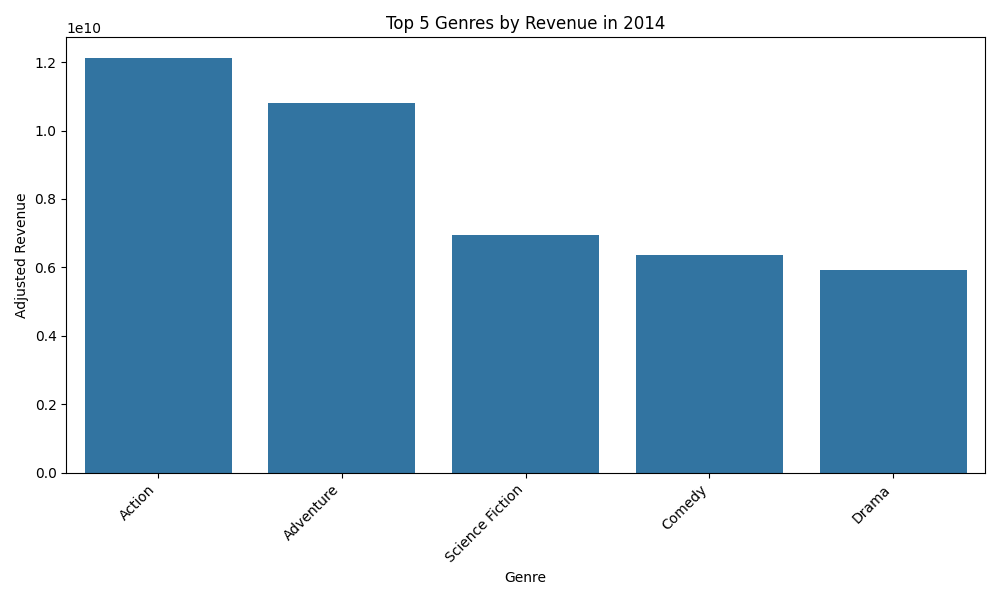 Top 5 Genres by Revenue in 2014
1e10
1.2
1.0
0.8
0.6
0.4
0.2
0.0
Adjusted Revenue
Action
Adventure
Science Fiction
Comedy
Drama
Genre